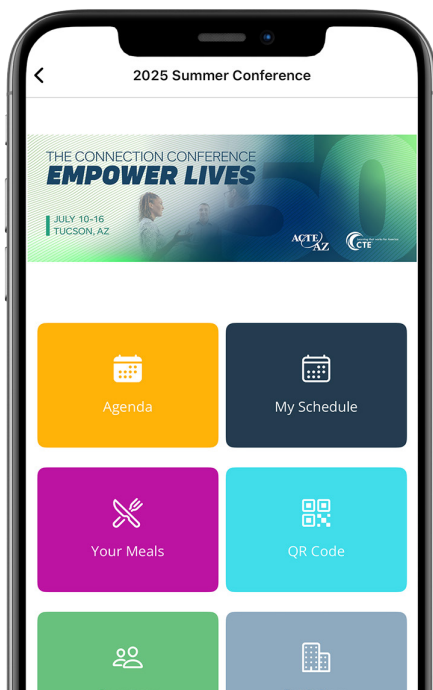 2025 Summer Conference
50
THE CONNECTION CONFERENCE
EMPOWER LIVES
JULY 10-16
TUCSON, AZ
ACTE
AZ
CTE
Agenda
My Schedule
Your Meals
QR Code